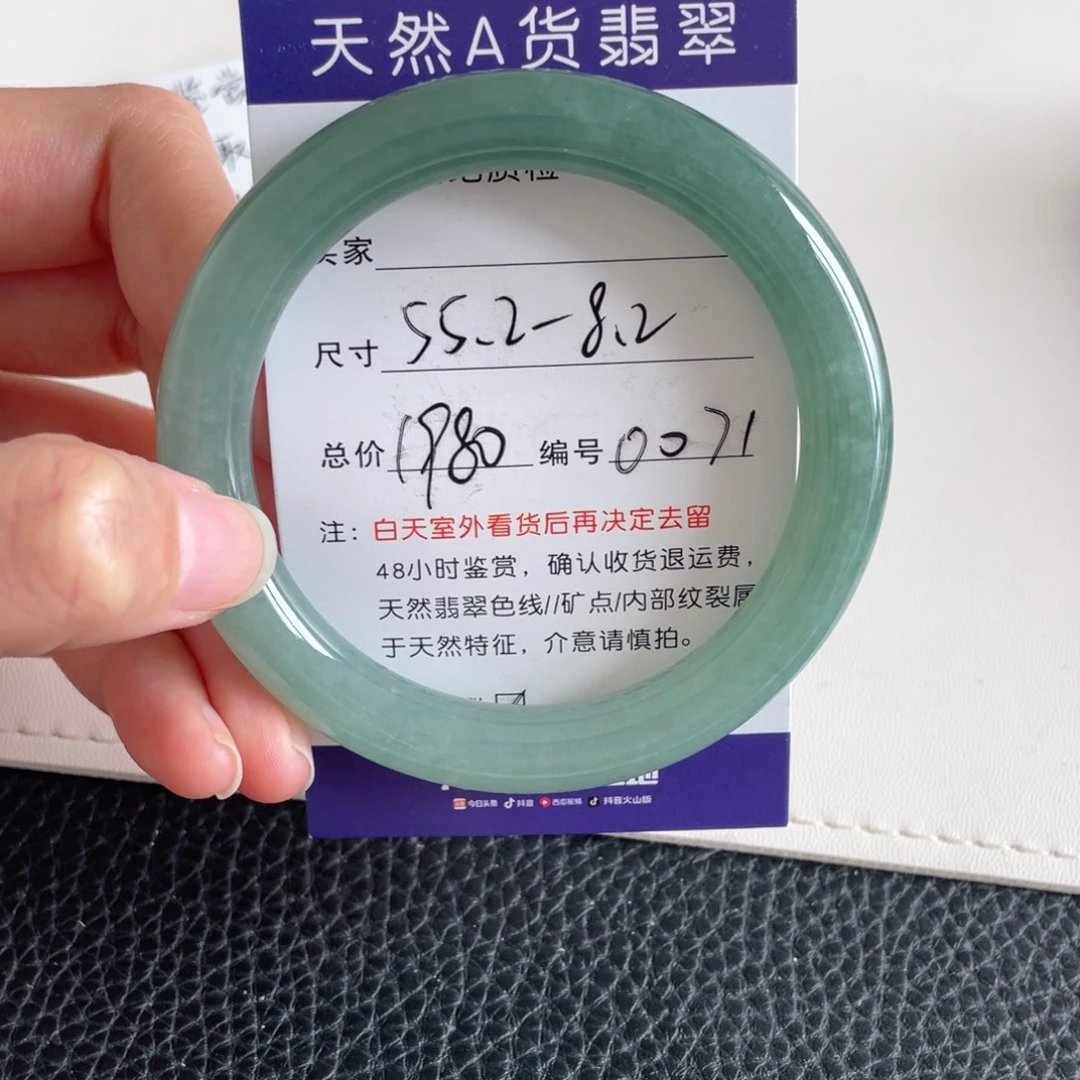 天然A货翡翠
质检
家
尺寸 55.2-8.2
总价 1980 编号 0071
注：白天室外看货后再决定去留
48小时鉴赏，确认收货退运费，
天然翡翠色线//矿点/内部纹裂属
于天然特征，介意请慎拍。
今日头条 抖音 西瓜视频 抖音火山版